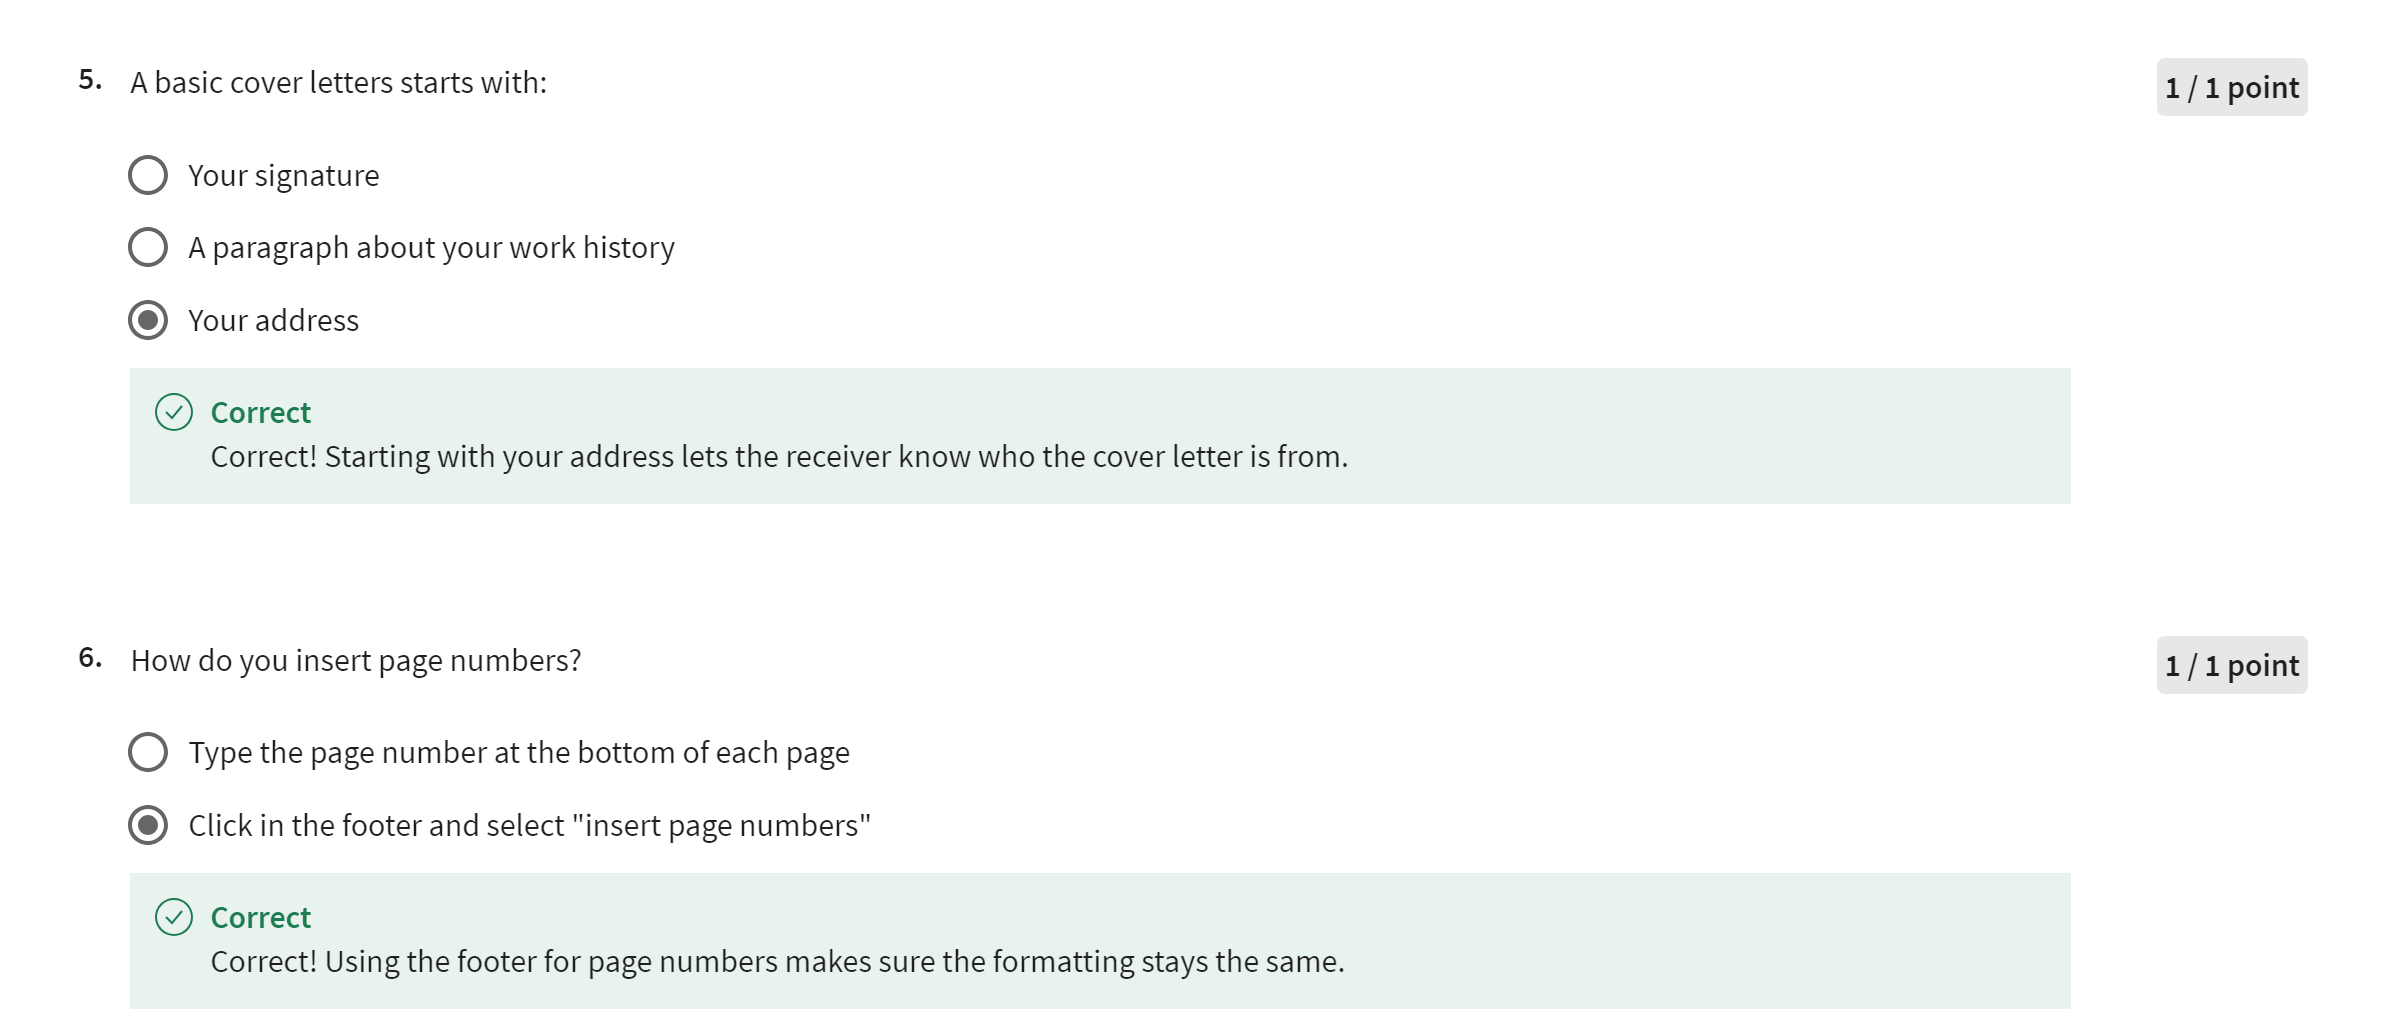 5. A basic cover letters starts with:
1 / 1 point
Your signature
A paragraph about your work history
Your address
Correct
Correct! Starting with your address lets the receiver know who the cover letter is from.
6. How do you insert page numbers?
1 / 1 point
Type the page number at the bottom of each page
Click in the footer and select "insert page numbers"
Correct
Correct! Using the footer for page numbers makes sure the formatting stays the same.